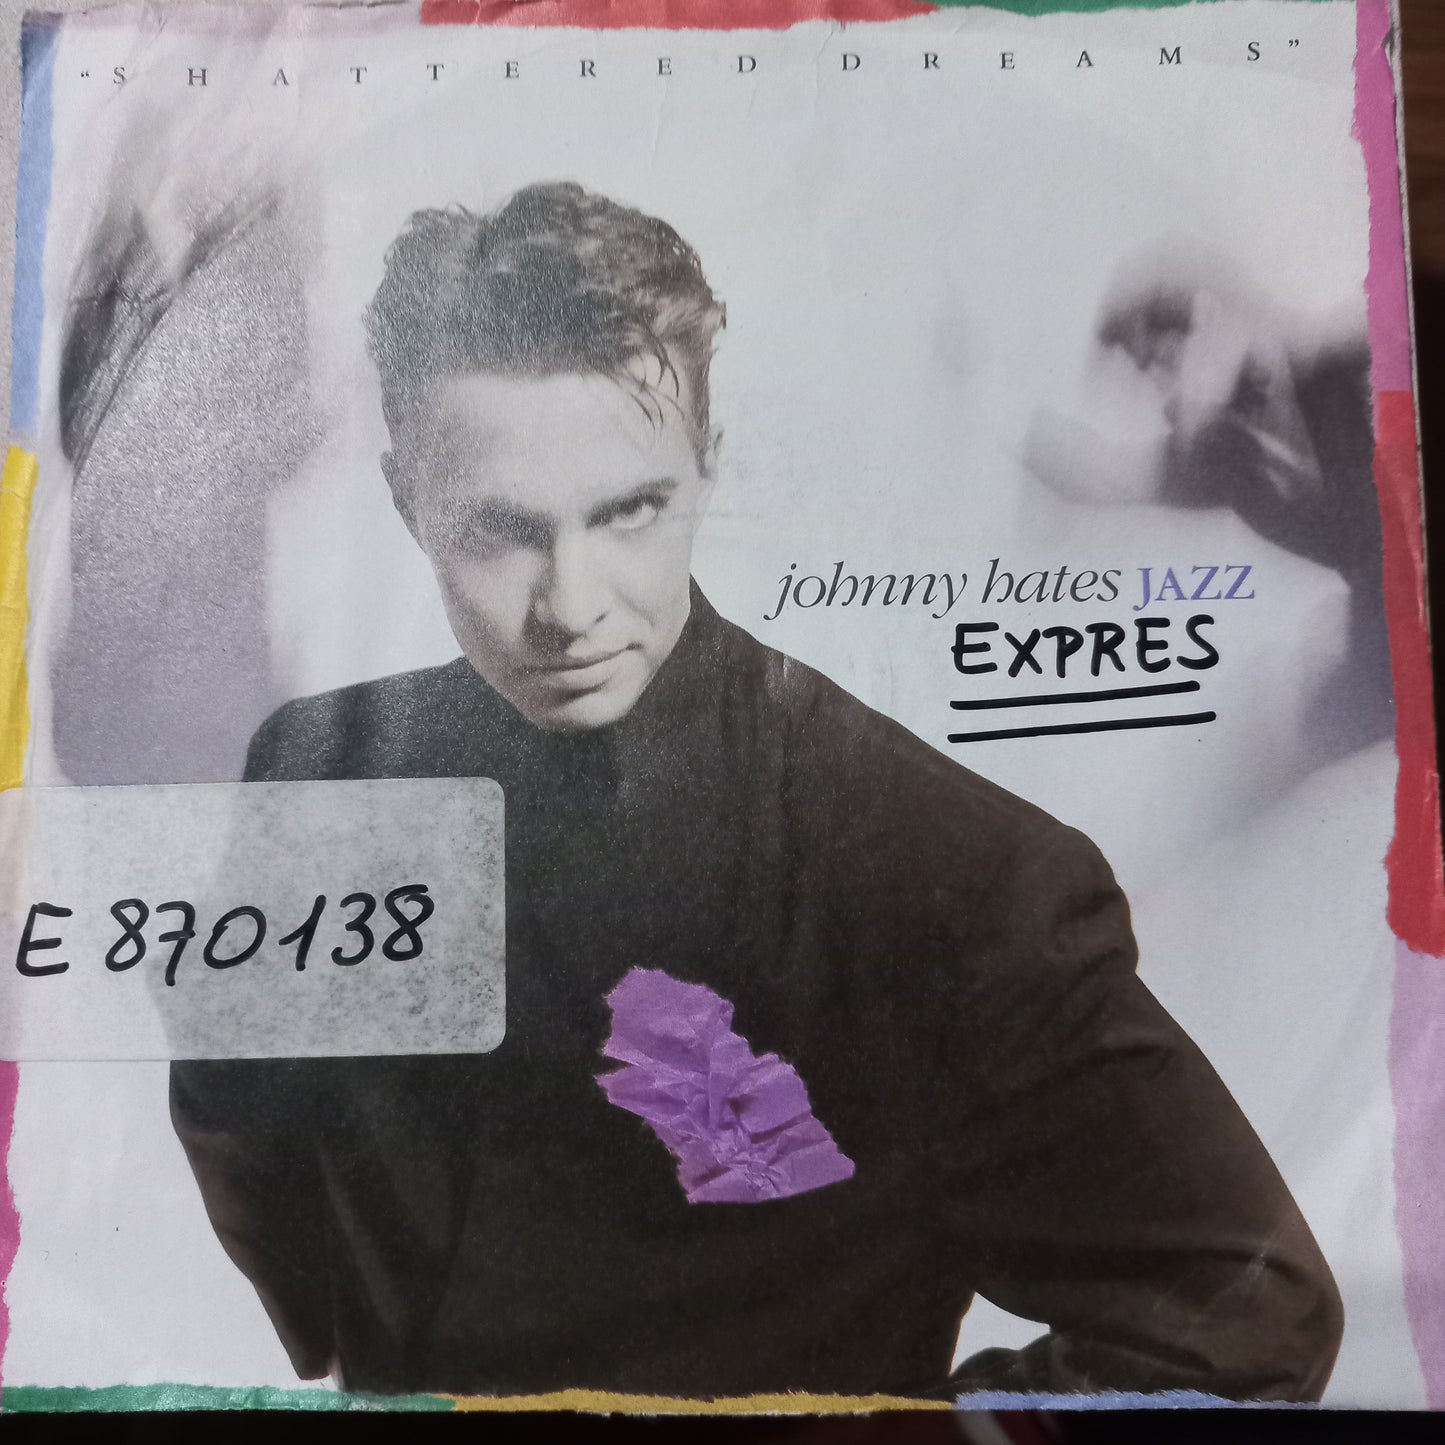 “SHATTERED DREAMS”
johnny hates JAZZ
EXPRES
E 870138